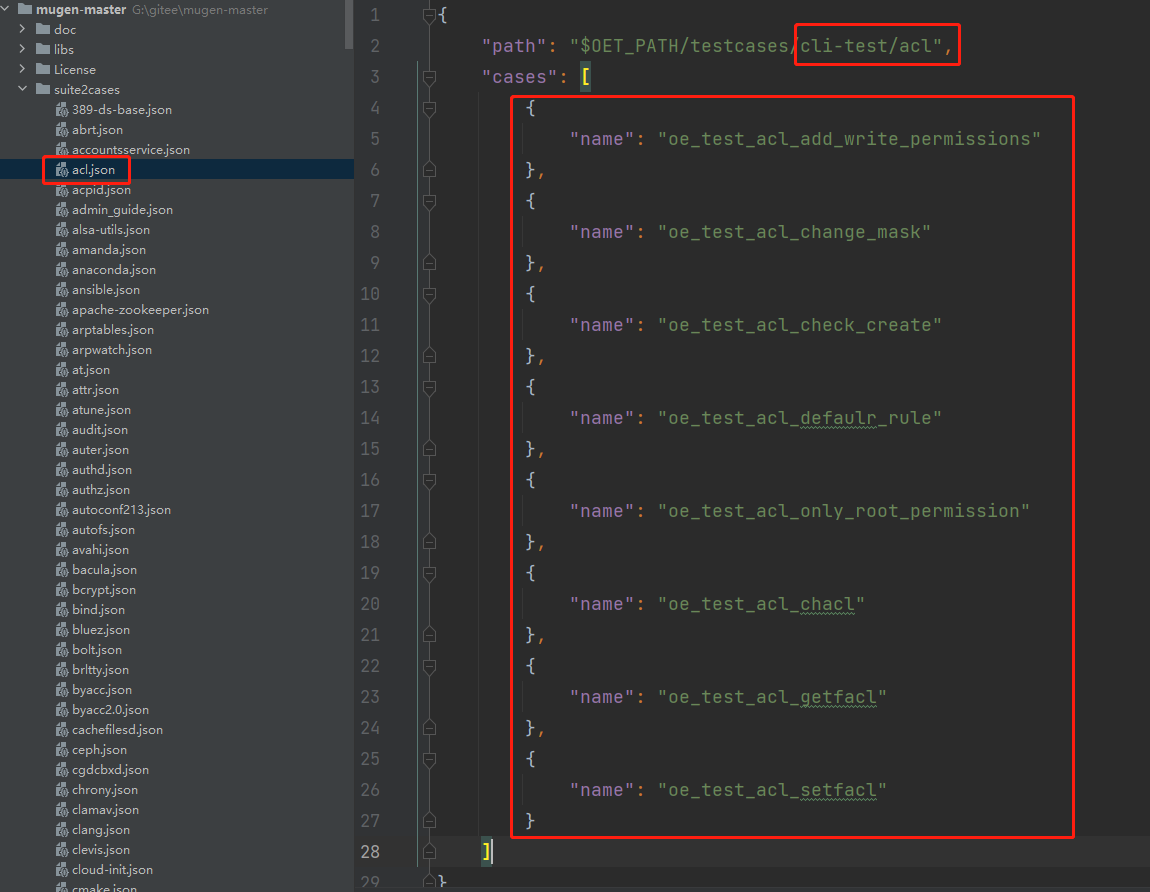 mugen-master G:\gitee\mugen-master
doc
libs
License
suite2cases
389-ds-base.json
abrt.json
accountsservice.json
acl.json
acpid.json
admin_guide.json
alsa-utils.json
amanda.json
anaconda.json
ansible.json
apache-zookeeper.json
arptables.json
arpwatch.json
at.json
attr.json
atune.json
audit.json
auter.json
authd.json
authz.json
autoconf213.json
autofs.json
avahi.json
bacula.json
bcrypt.json
bind.json
bluez.json
bolt.json
brltty.json
byacc.json
byacc2.0.json
cachefilesd.json
ceph.json
cgdcbxd.json
chrony.json
clamav.json
clang.json
clevis.json
cloud-init.json
cmake.json
1 {
2 "path": "$OET_PATH/testcases/cli-test/acl",
3 "cases": [
4 {
5 "name": "oe_test_acl_add_write_permissions"
6 },
7 {
8 "name": "oe_test_acl_change_mask"
9 },
10 {
11 "name": "oe_test_acl_check_create"
12 },
13 {
14 "name": "oe_test_acl_defaulr_rule"
15 },
16 {
17 "name": "oe_test_acl_only_root_permission"
18 },
19 {
20 "name": "oe_test_acl_chacl"
21 },
22 {
23 "name": "oe_test_acl_getfacl"
24 },
25 {
26 "name": "oe_test_acl_setfacl"
27 }
28 ]
29 }